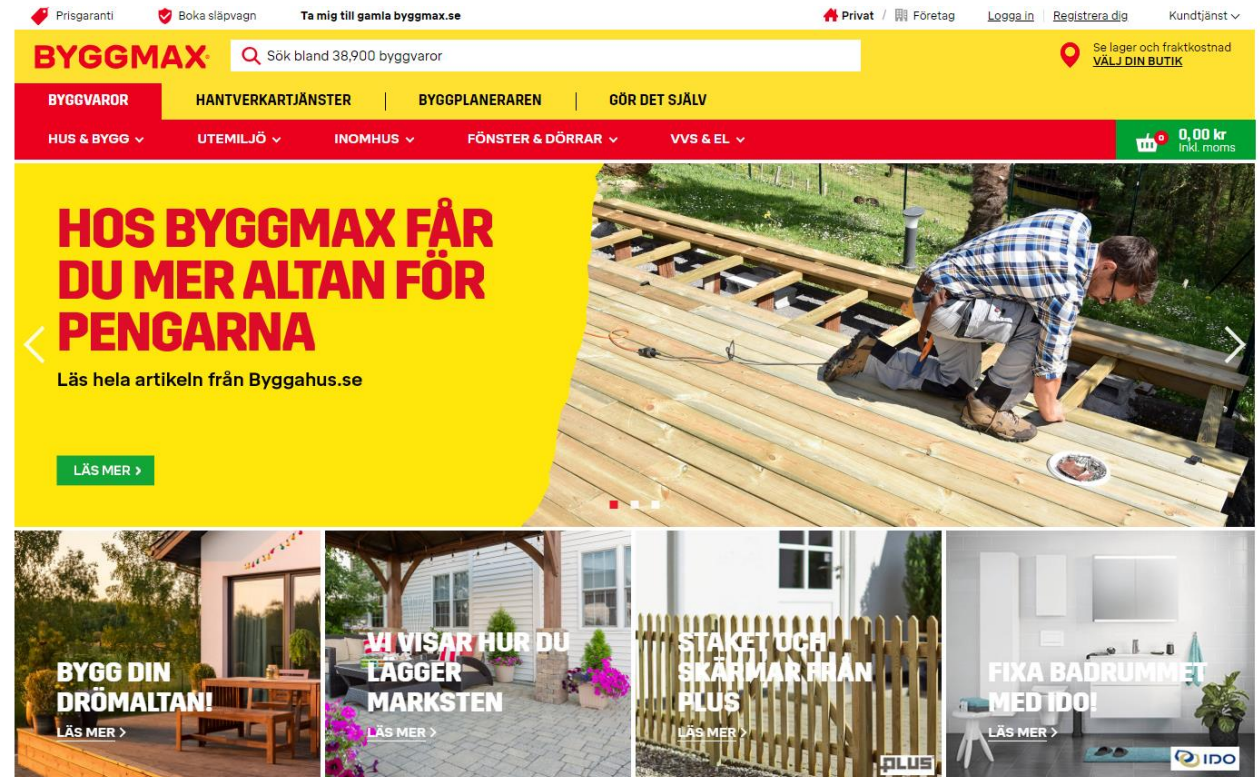 Prisgaranti
Boka släpvagn
Ta mig till gamla byggmax.se
Privat / Företag
Logga in
Registrera dig
Kundtjänst
BYGGMAX
Sök bland 38,900 byggvaror
Se lager och fraktkostnad
VÄLJ DIN BUTIK
BYGGVAROR
HANTVERKARTJÄNSTER
BYGGPLANERAREN
GÖR DET SJÄLV
HUS & BYGG
UTEMILJÖ
INOMHUS
FÖNSTER & DÖRRAR
VVS & EL
0
0,00 kr
Inkl. moms
HOS BYGGMAX FÅR
DU MER ALTAN FÖR
PENGARNA
Läs hela artikeln från Byggahus.se
LÄS MER >
BYGG DIN
DRÖMALTAN!
LÄS MER >
VI VISAR HUR DU
LÄGGER
MARKSTEN
LÄS MER >
STAKET OCH
SKÄRMAR FRÅN
PLUS
LÄS MER >
PLUS
FIXA BADRUMMET
MED IDO!
LÄS MER >
IDO